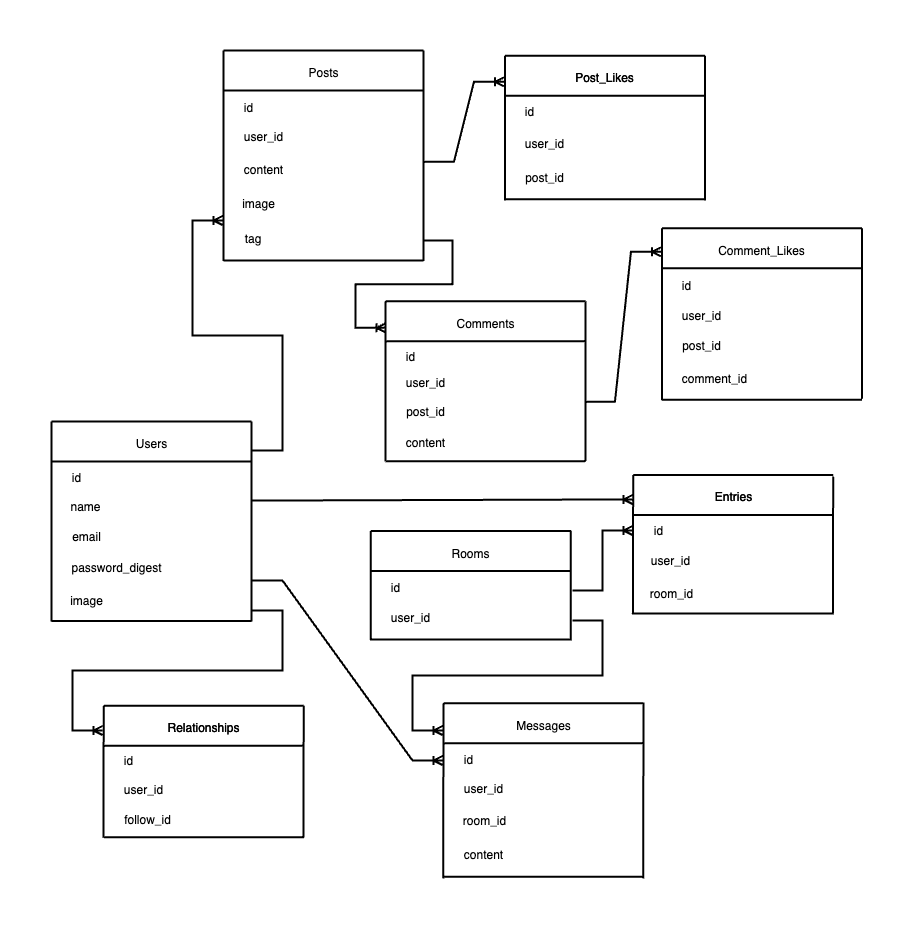 Posts
id
user_id
content
image
tag
Post_Likes
id
user_id
post_id
Comment_Likes
id
user_id
post_id
comment_id
Comments
id
user_id
post_id
content
Users
id
name
email
password_digest
image
Entries
id
user_id
room_id
Rooms
id
user_id
Relationships
id
user_id
follow_id
Messages
id
user_id
room_id
content